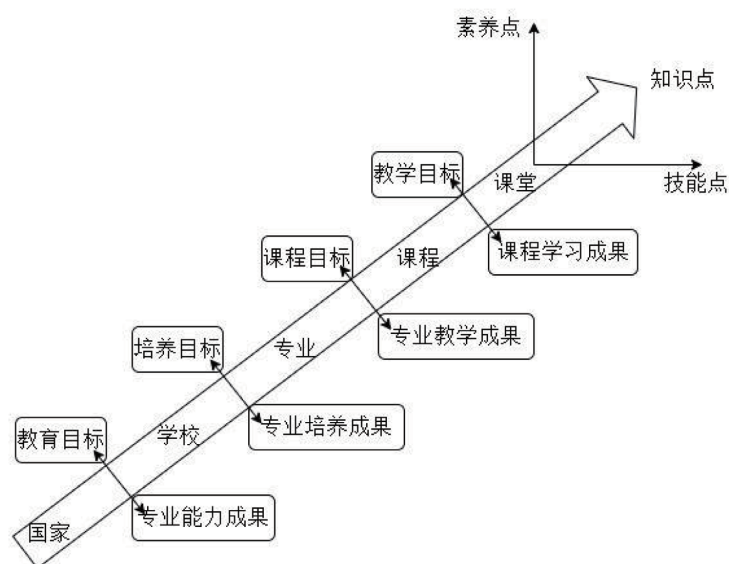 素养点
知识点
技能点
课堂
教学目标
课程学习成果
课程
课程目标
专业教学成果
专业
培养目标
专业培养成果
学校
教育目标
专业能力成果
国家